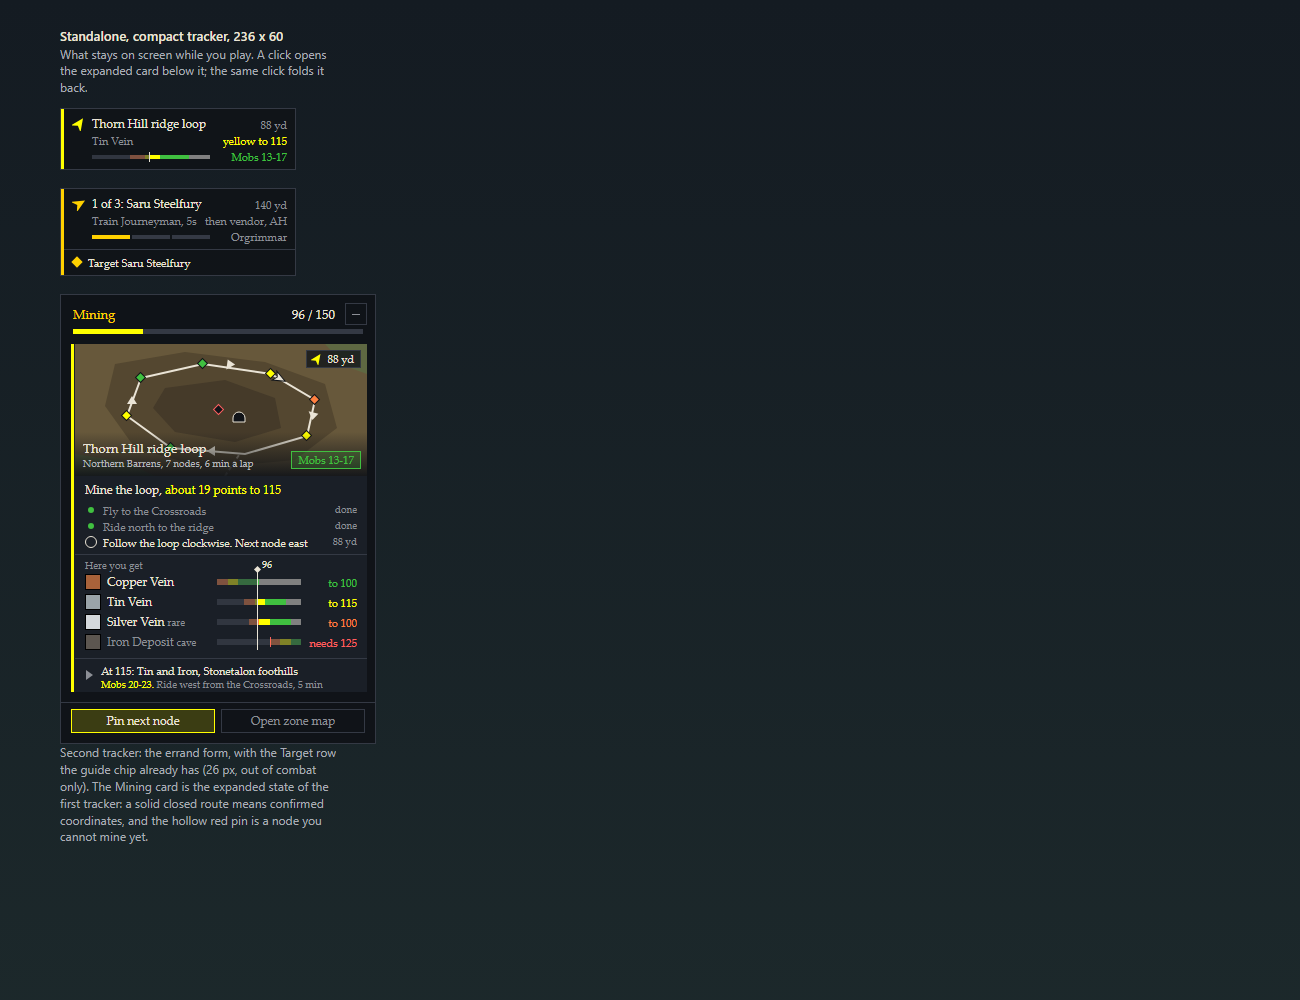 Standalone, compact tracker, 236 x 60
What stays on screen while you play. A click opens
the expanded card below it; the same click folds it
back.
Thorn Hill ridge loop 88 yd
Tin Vein yellow to 115
Mobs 13-17
1 of 3: Saru Steelfury 140 yd
Train Journeyman, 5s then vendor, AH
Orgrimmar
Target Saru Steelfury
Mining 96 / 150
88 yd
Thorn Hill ridge loop
Northern Barrens, 7 nodes, 6 min a lap
Mobs 13-17
Mine the loop, about 19 points to 115
Fly to the Crossroads done
Ride north to the ridge done
Follow the loop clockwise. Next node east 88 yd
Here you get 96
Copper Vein to 100
Tin Vein to 115
Silver Vein rare to 100
Iron Deposit cave needs 125
At 115: Tin and Iron, Stonetalon foothills
Mobs 20-23. Ride west from the Crossroads, 5 min
Pin next node Open zone map
Second tracker: the errand form, with the Target row
the guide chip already has (26 px, out of combat
only). The Mining card is the expanded state of the
first tracker: a solid closed route means confirmed
coordinates, and the hollow red pin is a node you
cannot mine yet.